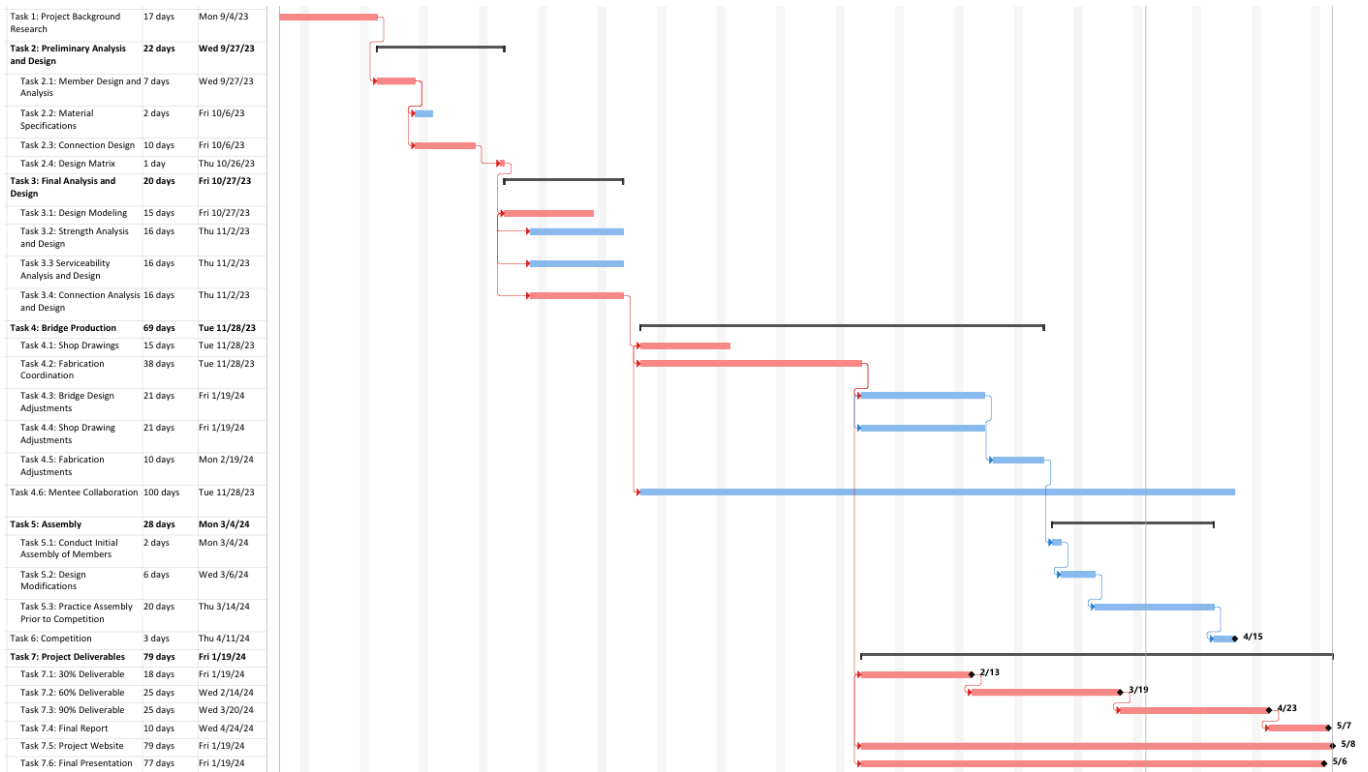 Task 1: Project Background 17 days Mon 9/4/23
Research
Task 2: Preliminary Analysis 22 days Wed 9/27/23
and Design
Task 2.1: Member Design and 7 days Wed 9/27/23
Analysis
Task 2.2: Material 2 days Fri 10/6/23
Specifications
Task 2.3: Connection Design 10 days Fri 10/6/23
Task 2.4: Design Matrix 1 day Thu 10/26/23
Task 3: Final Analysis and 20 days Fri 10/27/23
Design
Task 3.1: Design Modeling 15 days Fri 10/27/23
Task 3.2: Strength Analysis 16 days Thu 11/2/23
and Design
Task 3.3 Serviceability 16 days Thu 11/2/23
Analysis and Design
Task 3.4: Connection Analysis 16 days Thu 11/2/23
and Design
Task 4: Bridge Production 69 days Tue 11/28/23
Task 4.1: Shop Drawings 15 days Tue 11/28/23
Task 4.2: Fabrication 38 days Tue 11/28/23
Coordination
Task 4.3: Bridge Design 21 days Fri 1/19/24
Adjustments
Task 4.4: Shop Drawing 21 days Fri 1/19/24
Adjustments
Task 4.5: Fabrication 10 days Mon 2/19/24
Adjustments
Task 4.6: Mentee Collaboration 100 days Tue 11/28/23
Task 5: Assembly 28 days Mon 3/4/24
Task 5.1: Conduct Initial 2 days Mon 3/4/24
Assembly of Members
Task 5.2: Design 6 days Wed 3/6/24
Modifications
Task 5.3: Practice Assembly 20 days Thu 3/14/24
Prior to Competition
Task 6: Competition 3 days Thu 4/11/24 4/15
Task 7: Project Deliverables 79 days Fri 1/19/24
Task 7.1: 30% Deliverable 18 days Fri 1/19/24 2/13
Task 7.2: 60% Deliverable 25 days Wed 2/14/24 3/19
Task 7.3: 90% Deliverable 25 days Wed 3/20/24 4/23
Task 7.4: Final Report 10 days Wed 4/24/24 5/7
Task 7.5: Project Website 79 days Fri 1/19/24 5/8
Task 7.6: Final Presentation 77 days Fri 1/19/24 5/6